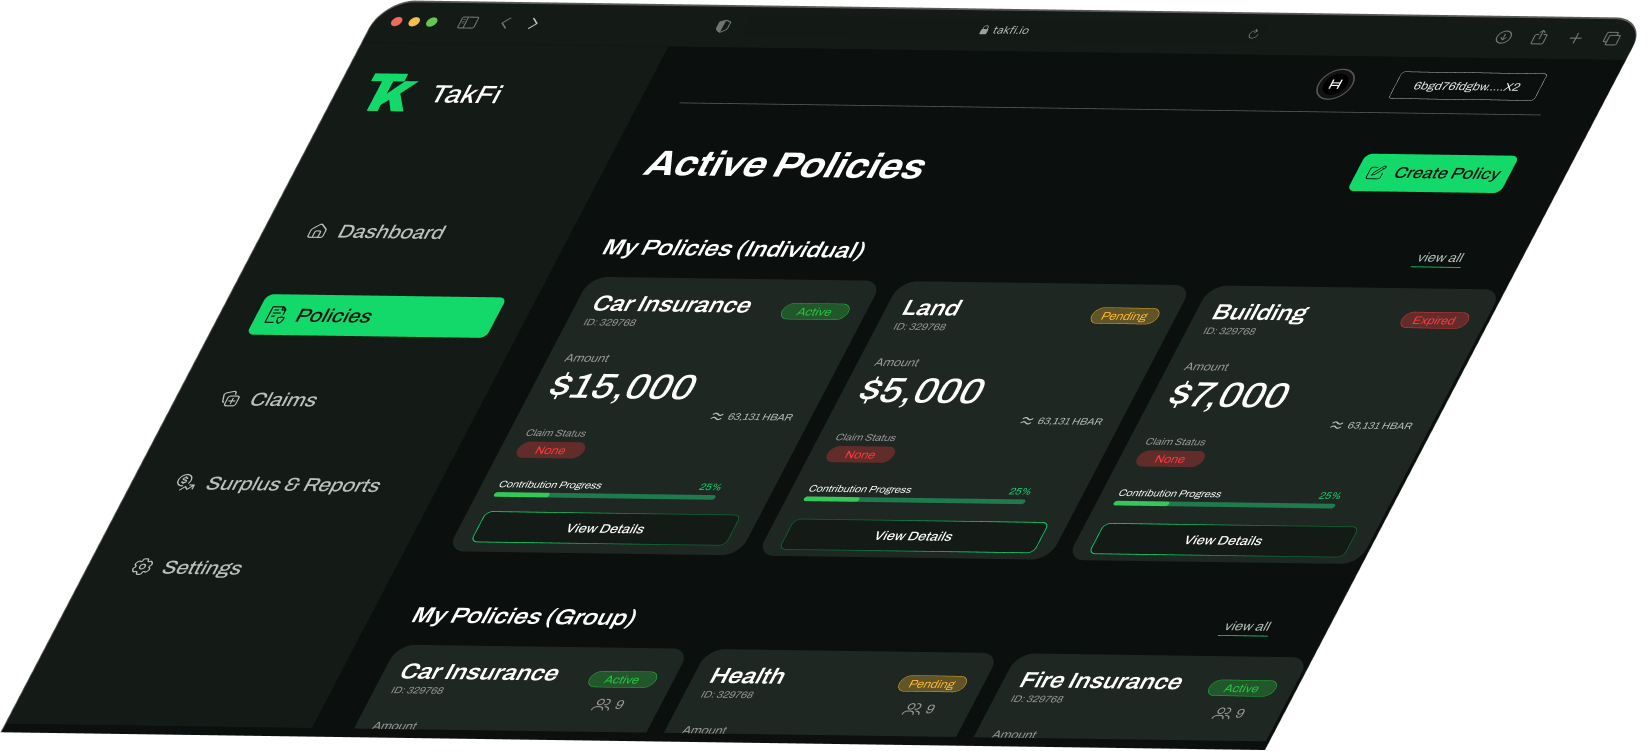 takfi.io
TakFi
6bgd76fdgbw.....X2
Active Policies
Create Policy
Dashboard
Policies
Claims
Surplus & Reports
Settings
My Policies (Individual)
view all
Car Insurance
Active
ID: 329768
Amount
$15,000
≈ 63,131 HBAR
Claim Status
None
Contribution Progress
25%
View Details
Land
Pending
ID: 329768
Amount
$5,000
≈ 63,131 HBAR
Claim Status
None
Contribution Progress
25%
View Details
Building
Expired
ID: 329768
Amount
$7,000
≈ 63,131 HBAR
Claim Status
None
Contribution Progress
25%
View Details
My Policies (Group)
view all
Car Insurance
Active
ID: 329768
9
Amount
Health
Pending
ID: 329768
9
Amount
Fire Insurance
Active
ID: 329768
9
Amount